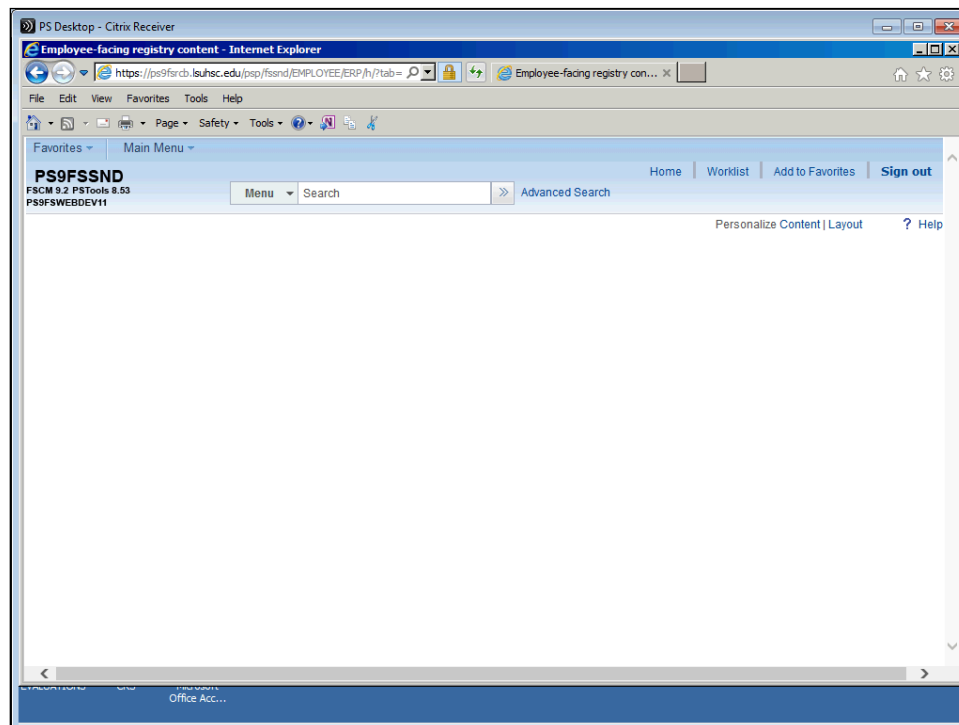 PS Desktop - Citrix Receiver
Employee-facing registry content - Internet Explorer
https://ps9fsrcb.lsuhsc.edu/psp/fssnd/EMPLOYEE/ERP/h/?tab=
Employee-facing registry con...
File Edit View Favorites Tools Help
Page Safety Tools
Favorites Main Menu
PS9FSSND
FSCM 9.2 PSTools 8.53
PS9FSWEBDEV11
Home Worklist Add to Favorites Sign out
Menu Search Advanced Search
Personalize Content | Layout ? Help
EVALUATIONS CRS Microsoft
Office Acc...